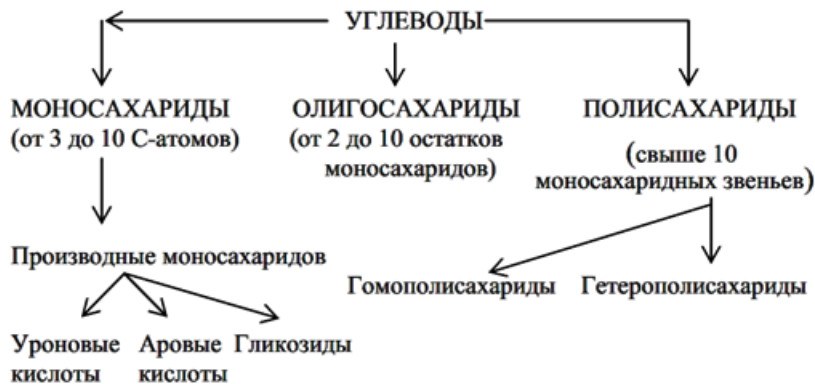 УГЛЕВОДЫ
МОНОСАХАРИДЫ
(от 3 до 10 С-атомов)
ОЛИГОСАХАРИДЫ
(от 2 до 10 остатков
моносахаридов)
ПОЛИСАХАРИДЫ
(свыше 10
моносахаридных звеньев)
Производные моносахаридов
Гомополисахариды
Гетерополисахариды
Уроновые
кислоты
Аровые
кислоты
Гликозиды